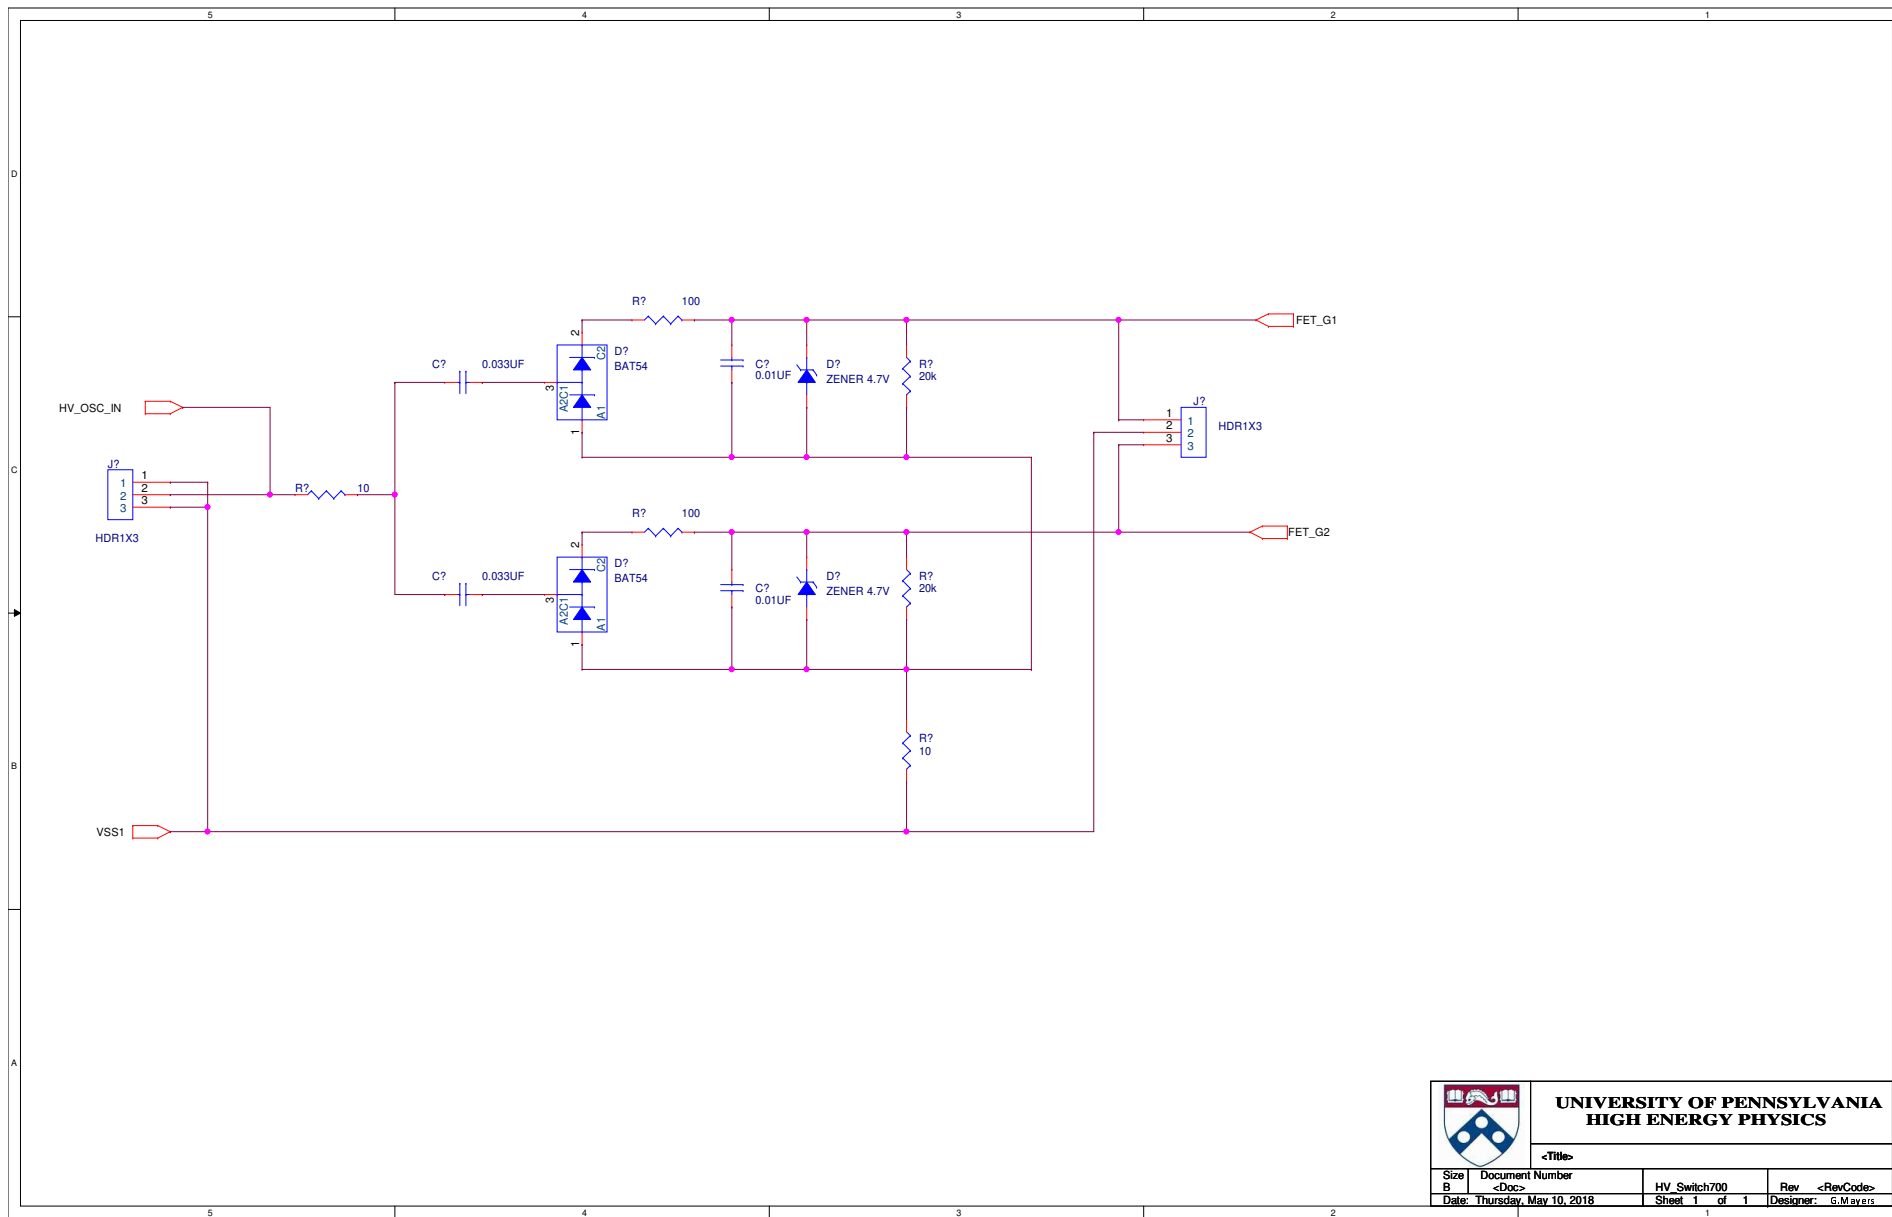 5 4 3 2 1
D
R? 100
FET_G1
2
C2
D?
BAT54
C? 0.033UF
3
A2C1
A1
1
C?
0.01UF
D?
ZENER 4.7V
R?
20k
HV_OSC_IN
J?
1 1
2 2
3 3
HDR1X3
C
J?
1 1
2 2
3 3
HDR1X3
R? 10
R? 100
FET_G2
2
C2
D?
BAT54
C? 0.033UF
3
A2C1
A1
1
C?
0.01UF
D?
ZENER 4.7V
R?
20k
R?
10
B
VSS1
A
UNIVERSITY OF PENNSYLVANIA
HIGH ENERGY PHYSICS
<Title>
Size Document Number
B <Doc> HV_Switch700 Rev <RevCode>
Date: Thursday, May 10, 2018 Sheet 1 of 1 Designer: G.Mayers
5 4 3 2 1